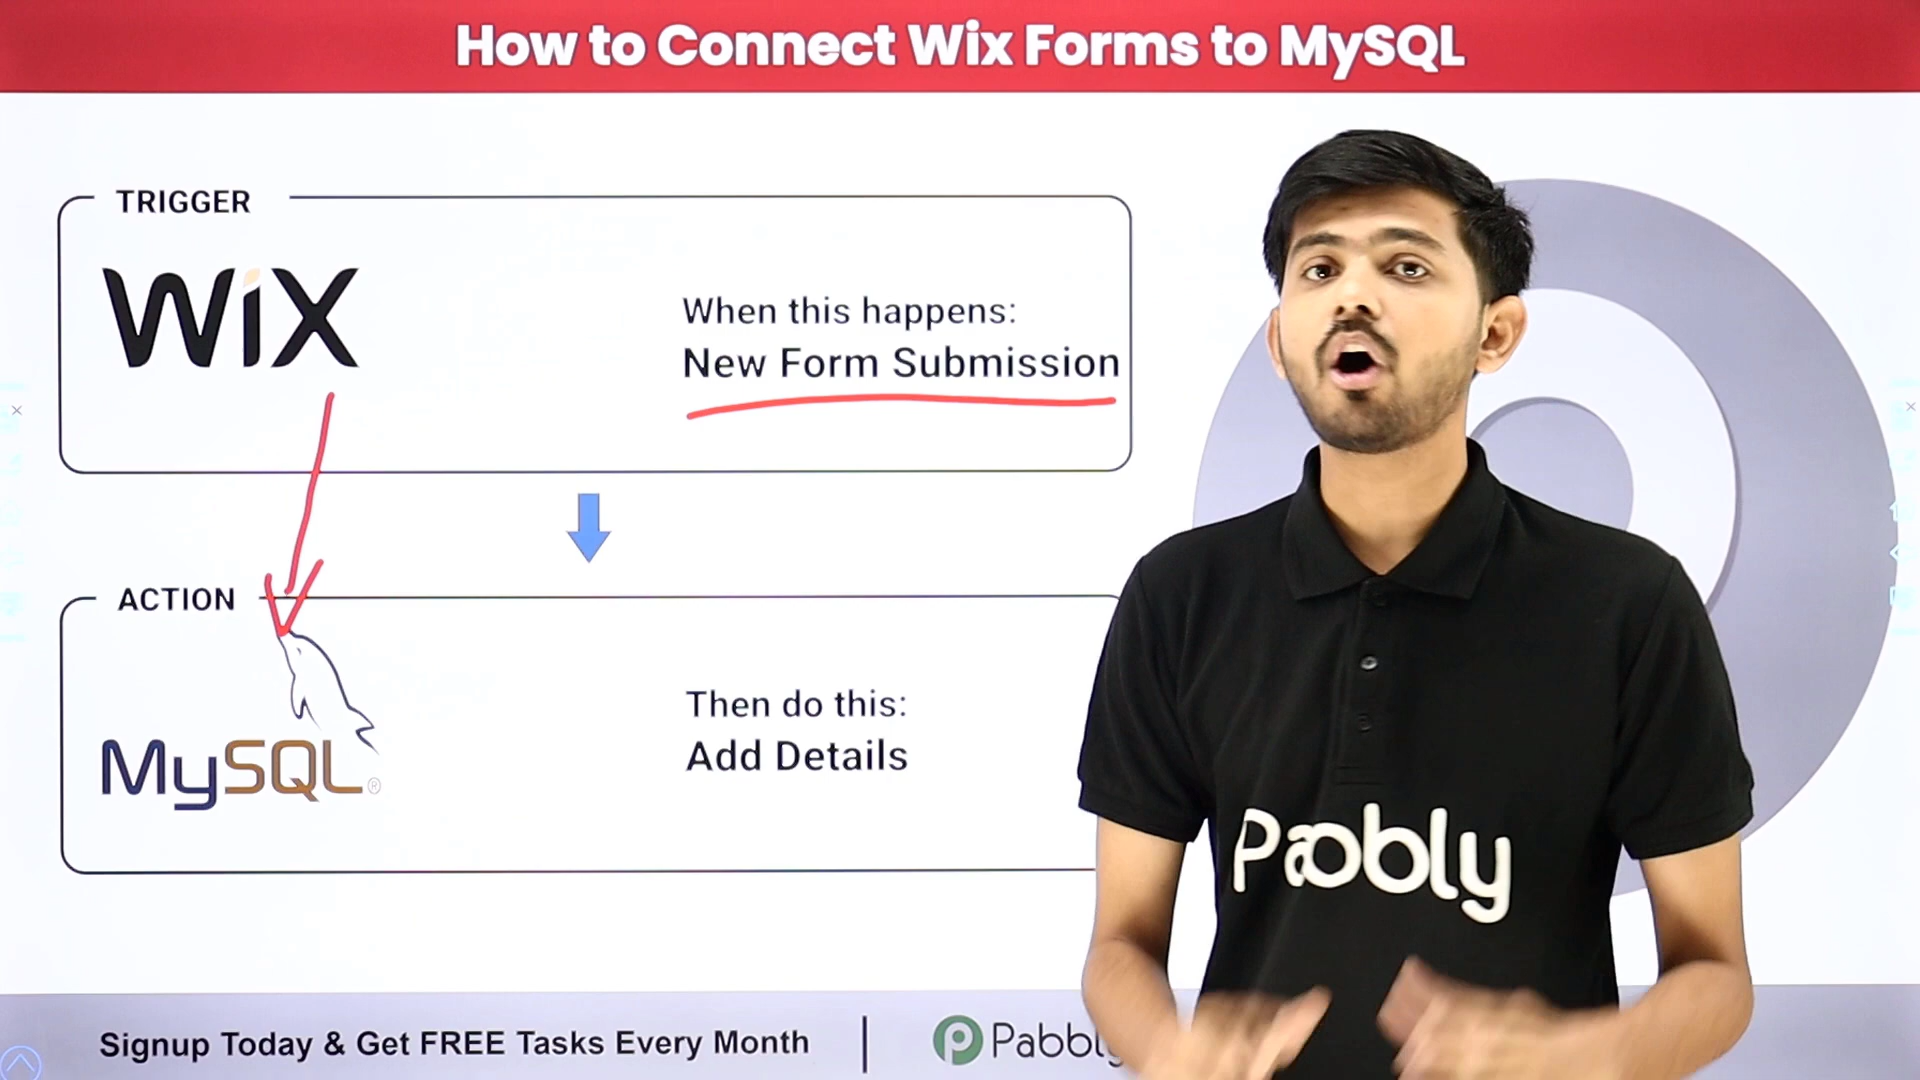 How to Connect Wix Forms to MySQL
TRIGGER
WiX
When this happens:
New Form Submission
ACTION
MySQL®
Then do this:
Add Details
Pabbly
Signup Today & Get FREE Tasks Every Month
Pabbly